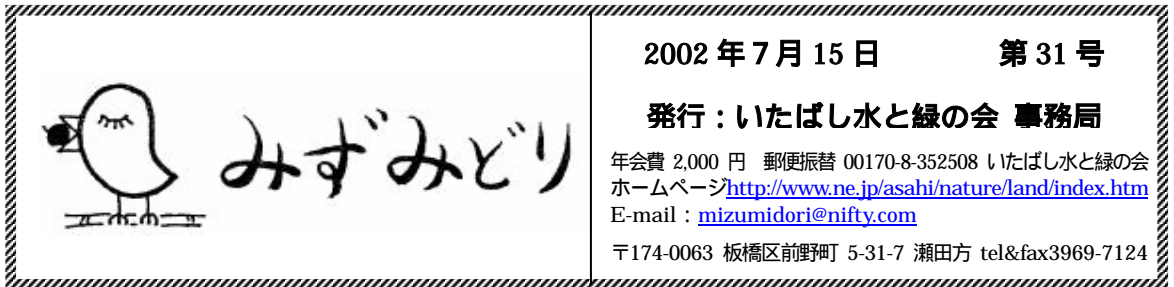 みずみどり
2002年7月15日 第31号
発行：いたばし水と緑の会 事務局
年会費 2,000 円 郵便振替 00170-8-352508 いたばし水と緑の会
ホームページhttp://www.ne.jp/asahi/nature/land/index.htm
E-mail：mizumidori@nifty.com
〒174-0063 板橋区前野町 5-31-7 瀬田方 tel&fax3969-7124